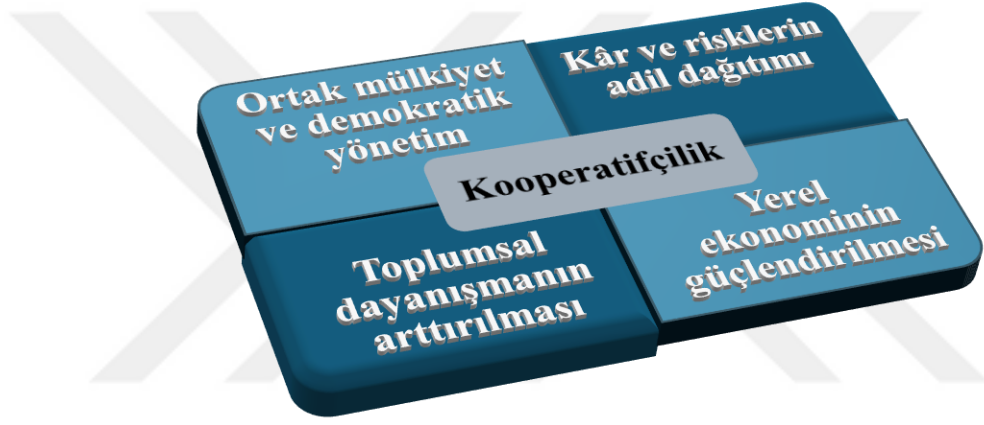 Ortak mülkiyet
ve demokratik
yönetim
Kâr ve risklerin
adil dağıtımı
Kooperatifçilik
Toplumsal
dayanışmanın
arttırılması
Yerel
ekonominin
güçlendirilmesi